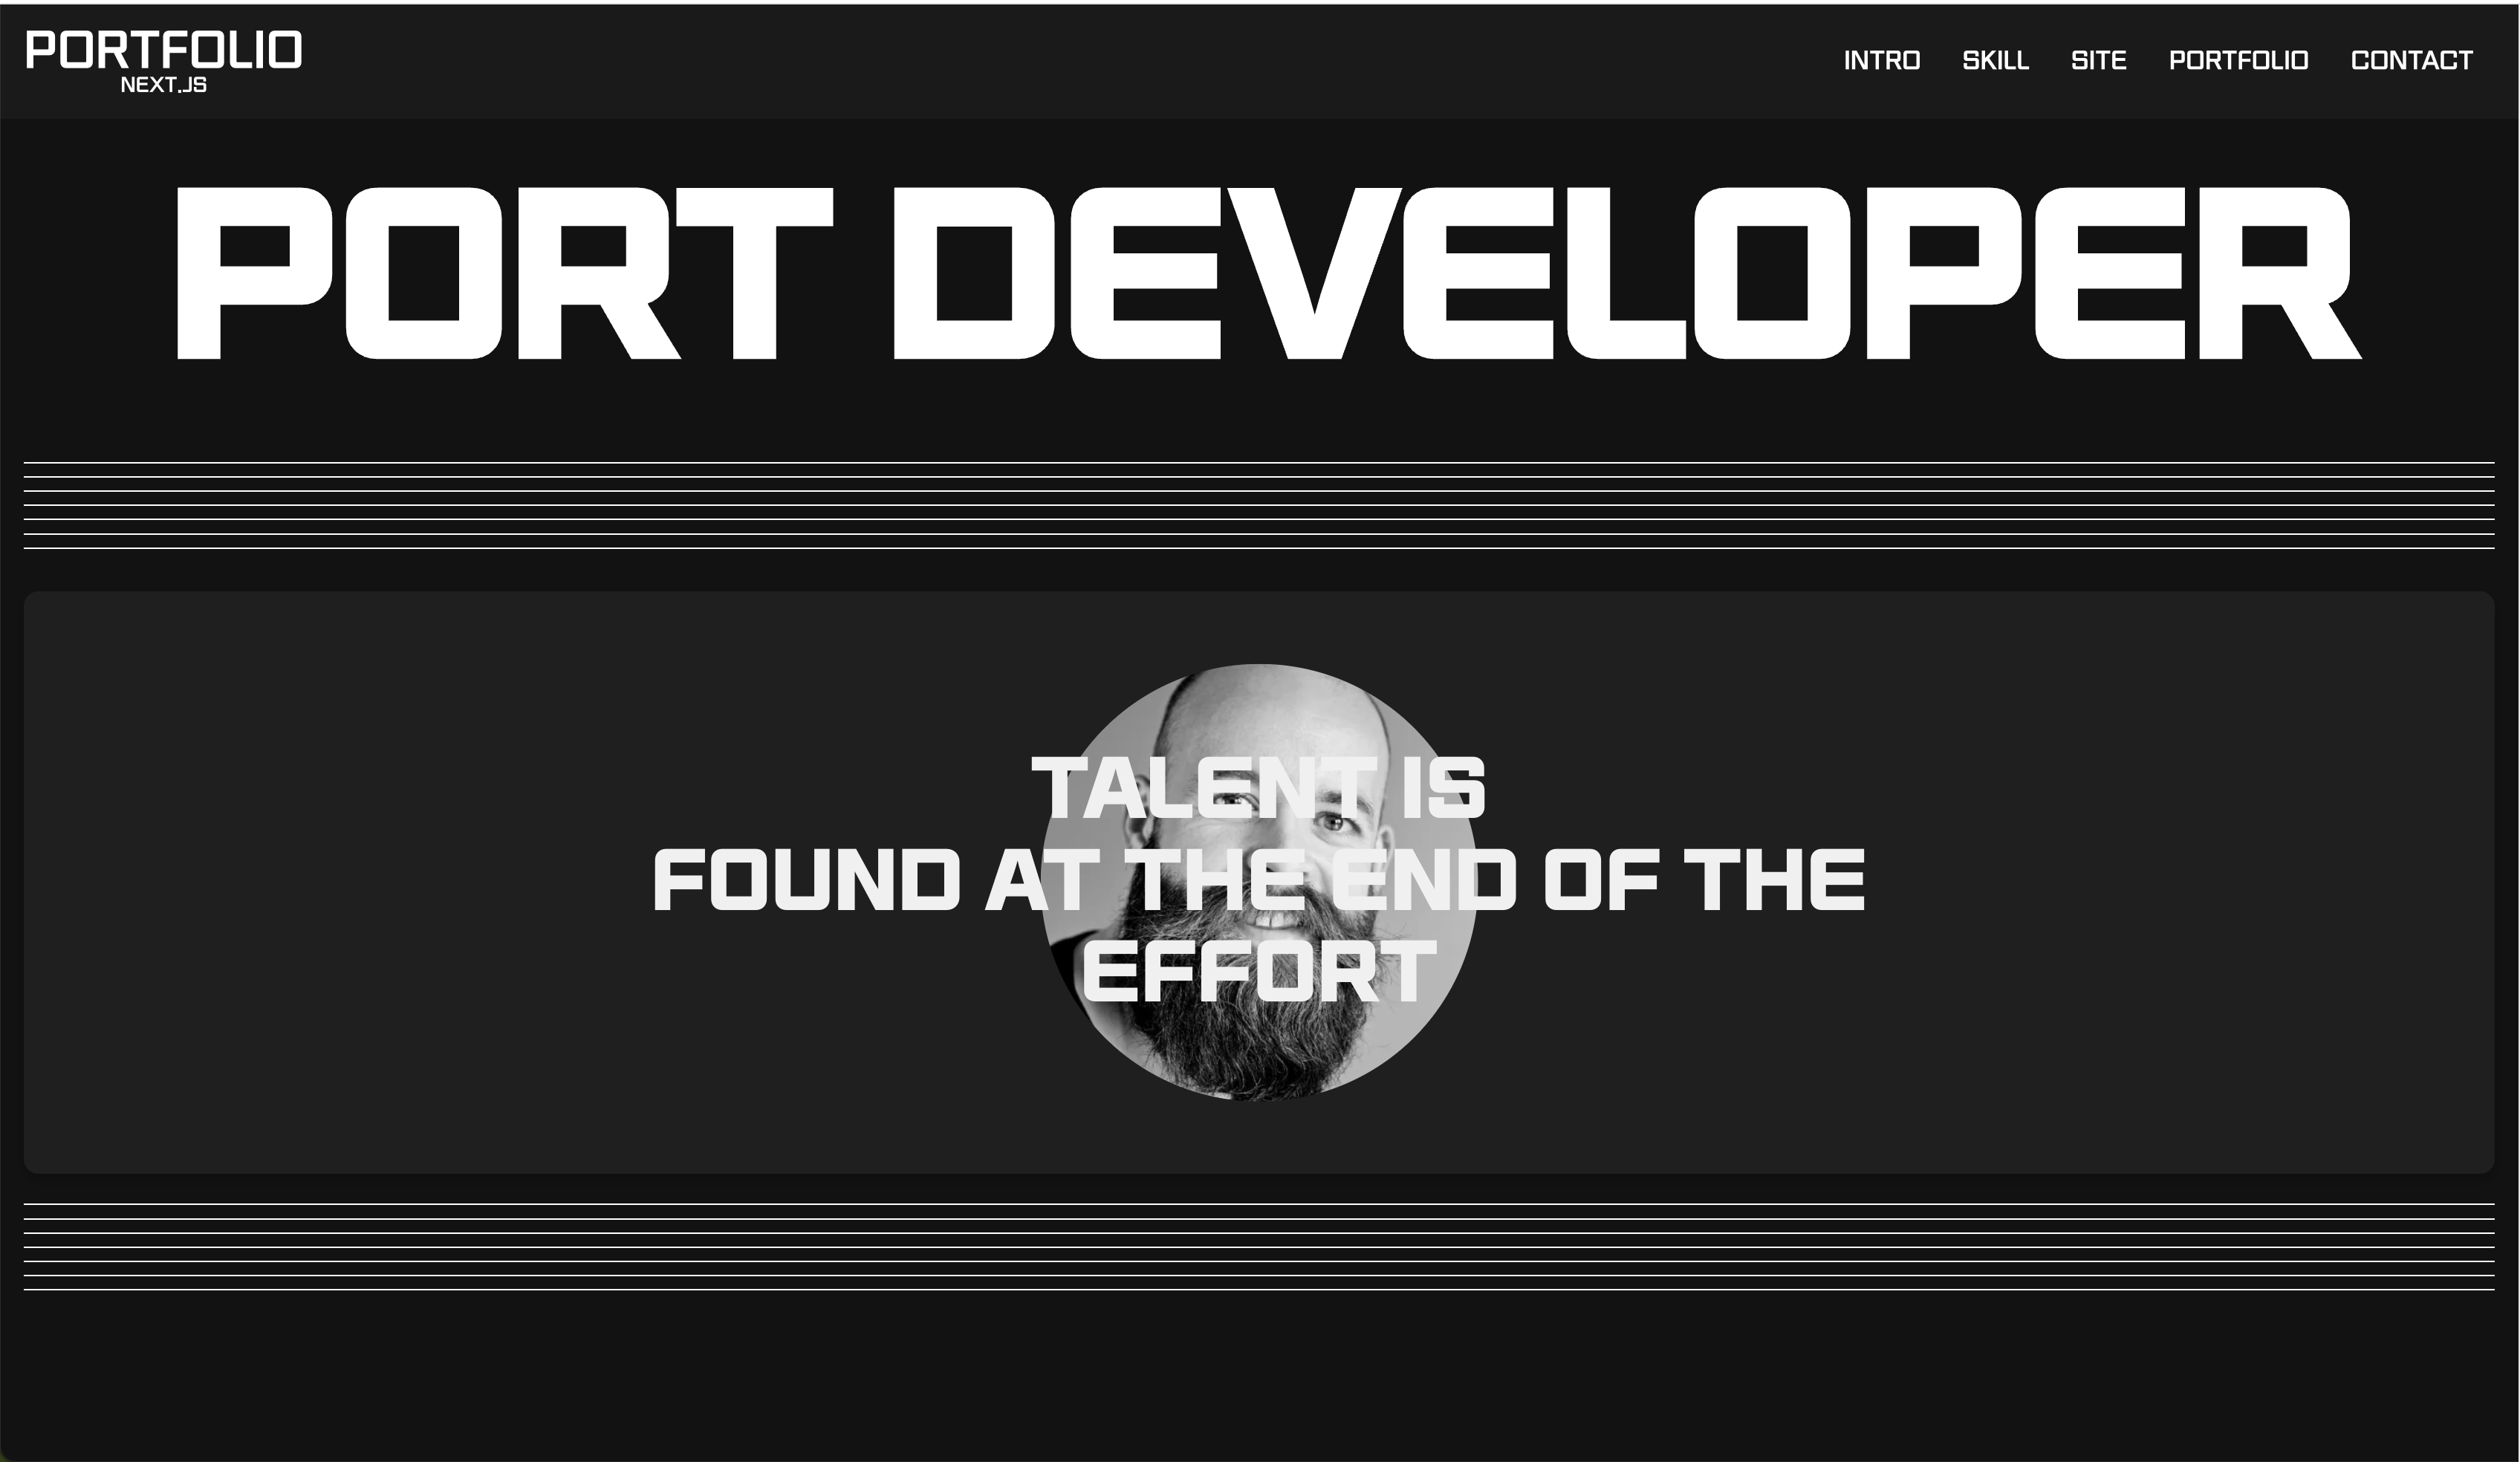 PORTFOLIO
NEXT.JS
INTRO SKILL SITE PORTFOLIO CONTACT
PORT DEVELOPER
TALENT IS
FOUND AT THE END OF THE
EFFORT